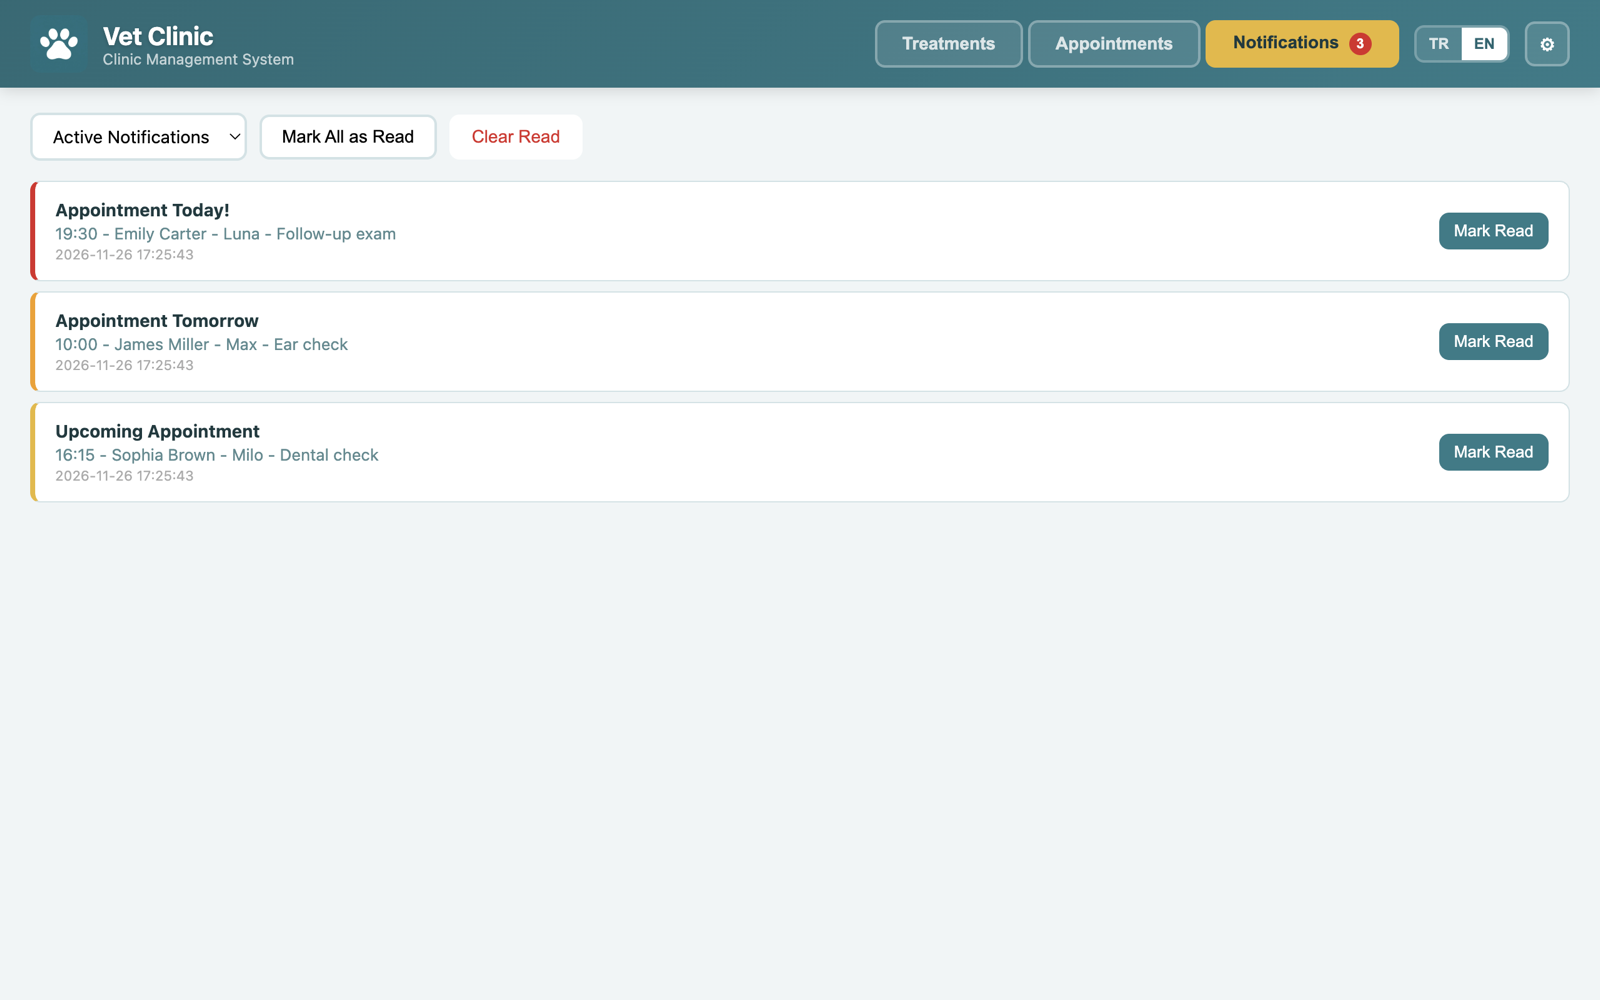 Vet Clinic
Clinic Management System
Treatments
Appointments
Notifications 3
TR
EN
Active Notifications
Mark All as Read
Clear Read
Appointment Today!
19:30 - Emily Carter - Luna - Follow-up exam
2026-11-26 17:25:43
Mark Read
Appointment Tomorrow
10:00 - James Miller - Max - Ear check
2026-11-26 17:25:43
Mark Read
Upcoming Appointment
16:15 - Sophia Brown - Milo - Dental check
2026-11-26 17:25:43
Mark Read